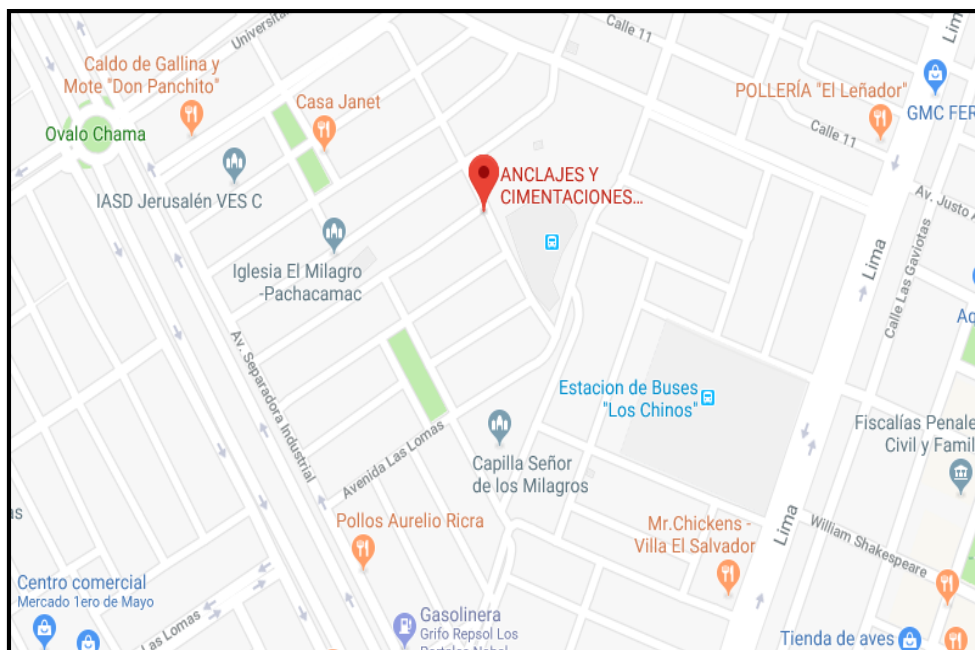 Universita
Caldo de Gallina y
Mote "Don Panchito"
Casa Janet
Ovalo Chama
IASD Jerusalén VES C
Iglesia El Milagro
-Pachacamac
ANCLAJES Y
CIMENTACIONES...
Calle 11
Lima
POLLERÍA "El Leñador"
GMC FER
Calle 11
Av. Justo A
Lima
Calle Las Gaviotas
Aq
Av. Separadora Industrial
Estacion de Buses
"Los Chinos"
Fiscalías Penale
Civil y Famil
Avenida Las Lomas
Capilla Señor
de los Milagros
as
Pollos Aurelio Ricra
Mr.Chickens -
Villa El Salvador
Lima
William Shakespeare
Centro comercial
Mercado 1ero de Mayo
Las Lomas
Gasolinera
Grifo Repsol Los
Tienda de aves